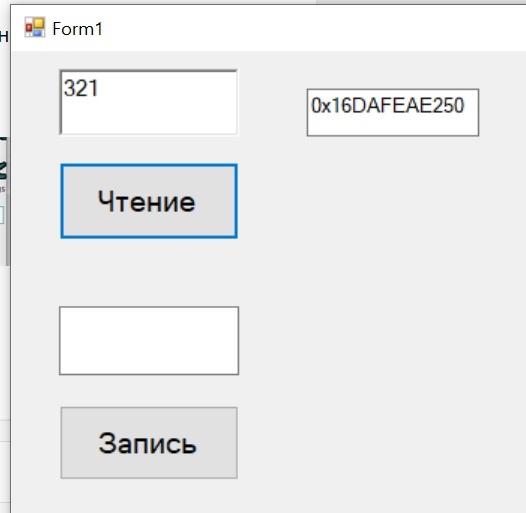 Form1
321
0x16DAFEAE250
Чтение
Запись